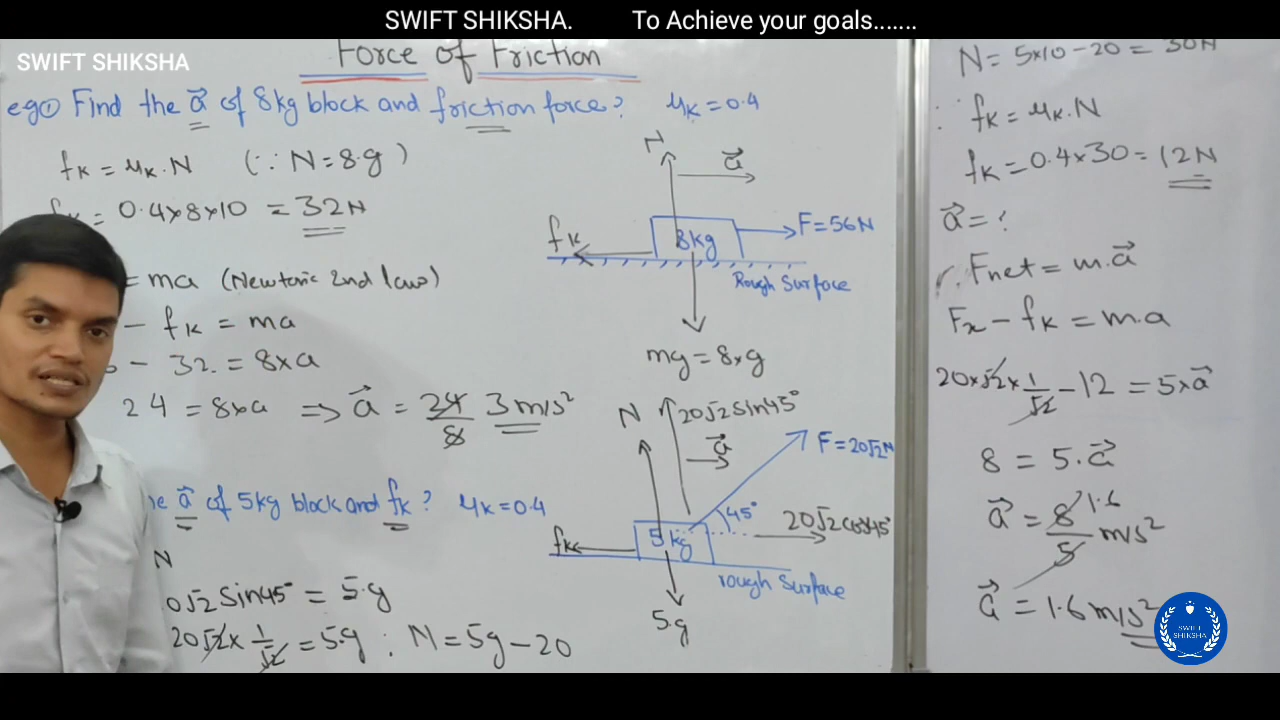 SWIFT SHIKSHA. To Achieve your goals.......
SWIFT SHIKSHA
Force of Friction
eg① Find the a⃗ of 8kg block and friction force? μK = 0.4
fK = μK.N (∵ N = 8.g)
= 0.4×8×10 = 32N
= ma (Newton's 2nd law)
- fK = ma
- 32. = 8×a
24 = 8×a ⇒ a⃗ = 24/8 3 m/s²
N
a⃗
fK
8kg
F = 56N
Rough Surface
mg = 8×g
a⃗ of 5kg block and fK? μK = 0.4
N
0√2 Sin45° = 5.g
20√2 × 1/√2 = 5.g ; N = 5g - 20
N
20√2 sin45°
a⃗
F = 20√2N
45°
20√2 cos45°
fK
5kg
rough Surface
5.g
N = 5×10 - 20 = 30N
∴ fK = μK.N
fK = 0.4×30 = 12N
a⃗ = ?
Fnet = m.a⃗
Fx - fK = m.a
20×√2×1/√2 - 12 = 5×a⃗
8 = 5.a⃗
a⃗ = 8/5 1.6 m/s²
a⃗ = 1.6 m/s²
SWIFT
SHIKSHA